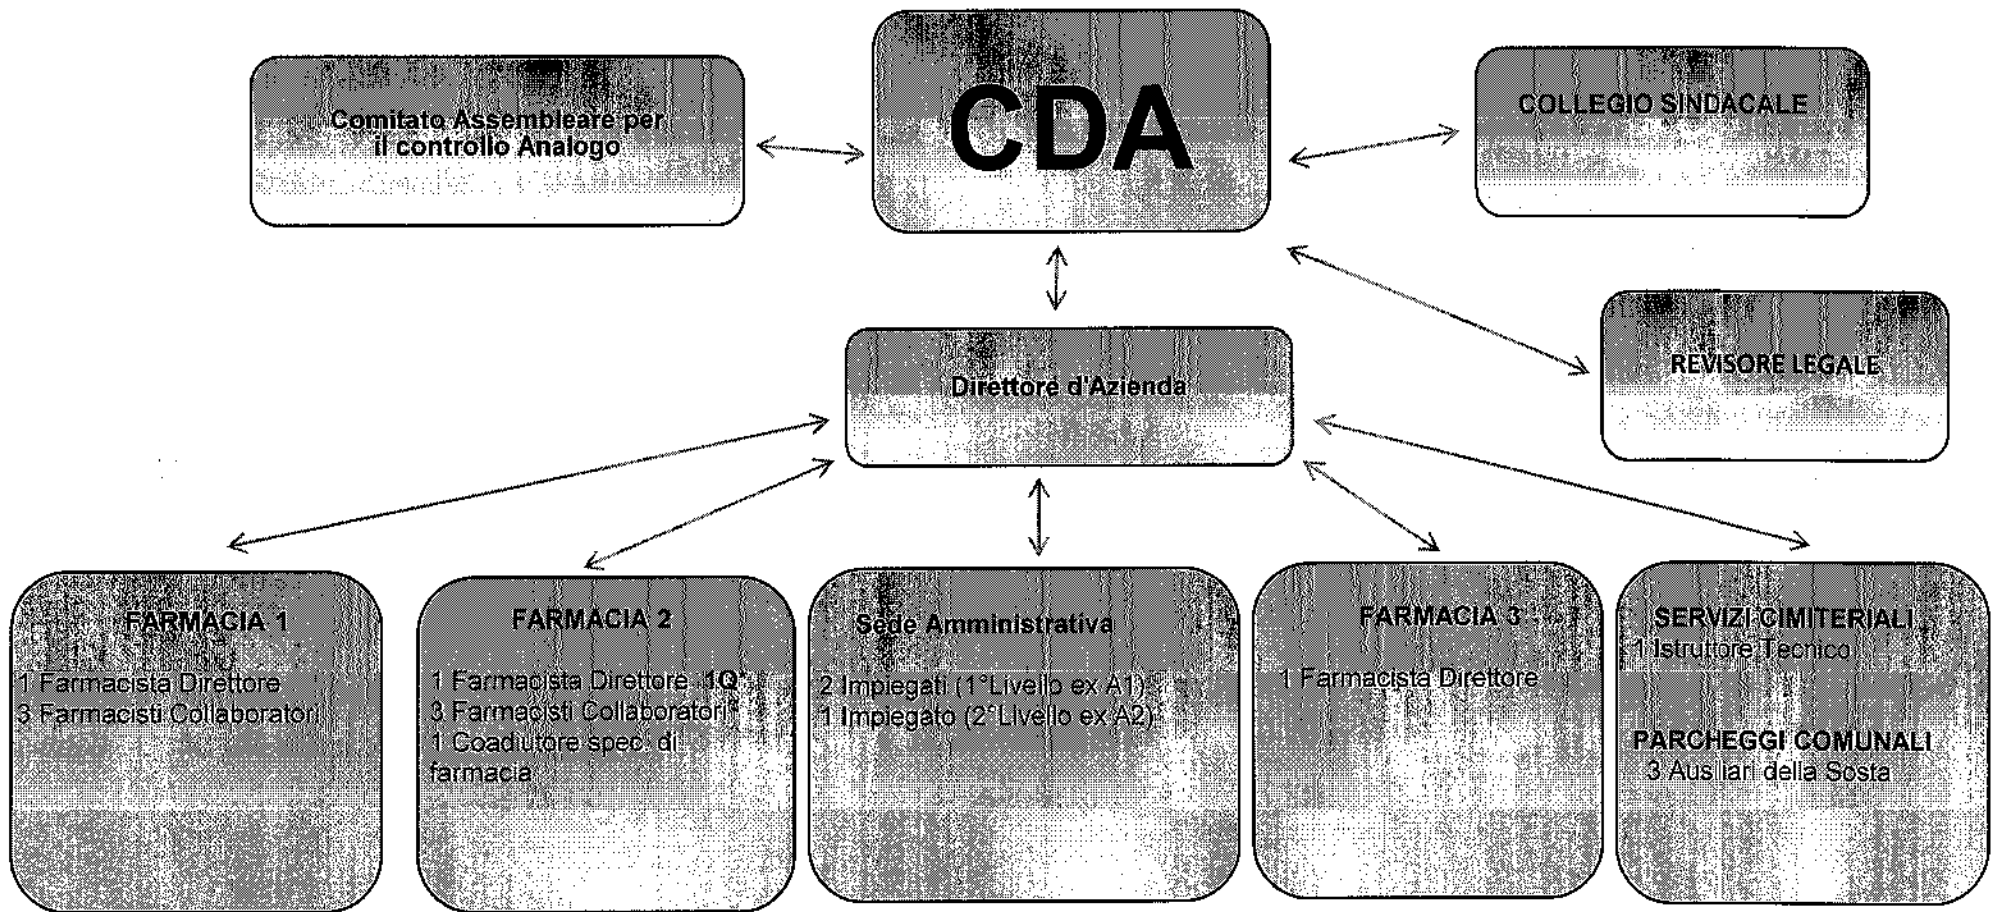 CDA
Comitato Assembleare per
il controllo Analogo
COLLEGIO SINDACALE
REVISORE LEGALE
Direttore d'Azienda
FARMACIA 1
1 Farmacista Direttore
3 Farmacisti Collaboratori
FARMACIA 2
1 Farmacista Direttore 1Q
3 Farmacisti Collaboratori
1 Coadiutore spec. di
farmacia
Sede Amministrativa
2 Impiegati (1°Livello ex A1)
1 Impiegato (2°Livello ex A2)
FARMACIA 3
1 Farmacista Direttore
SERVIZI CIMITERIALI
1 Istruttore Tecnico
PARCHEGGI COMUNALI
3 Ausiliari della Sosta